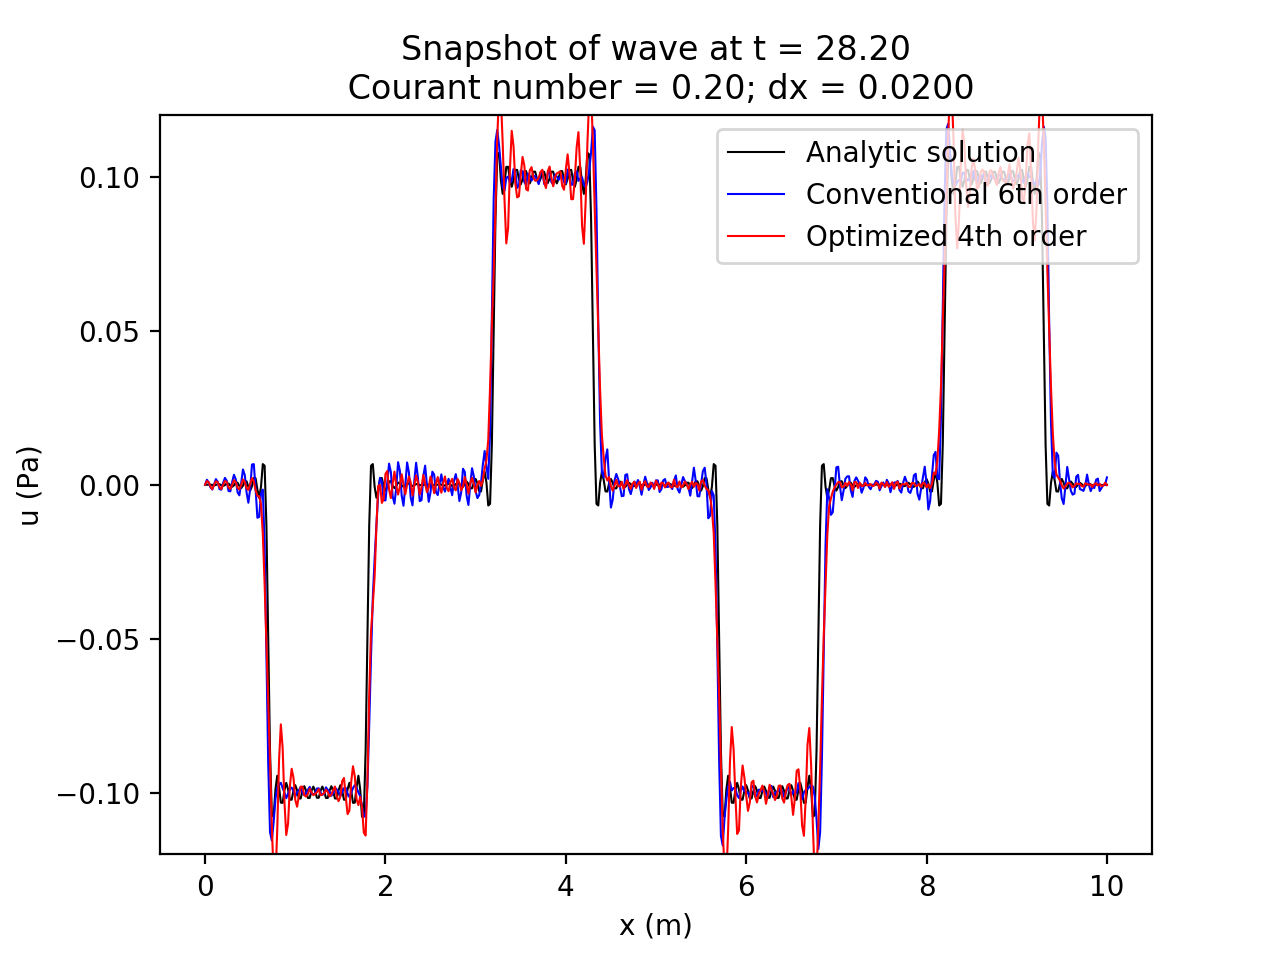 Snapshot of wave at t = 28.20
Courant number = 0.20; dx = 0.0200
Analytic solution
Conventional 6th order
Optimized 4th order
0.10
0.05
0.00
−0.05
−0.10
u (Pa)
0 2 4 6 8 10
x (m)